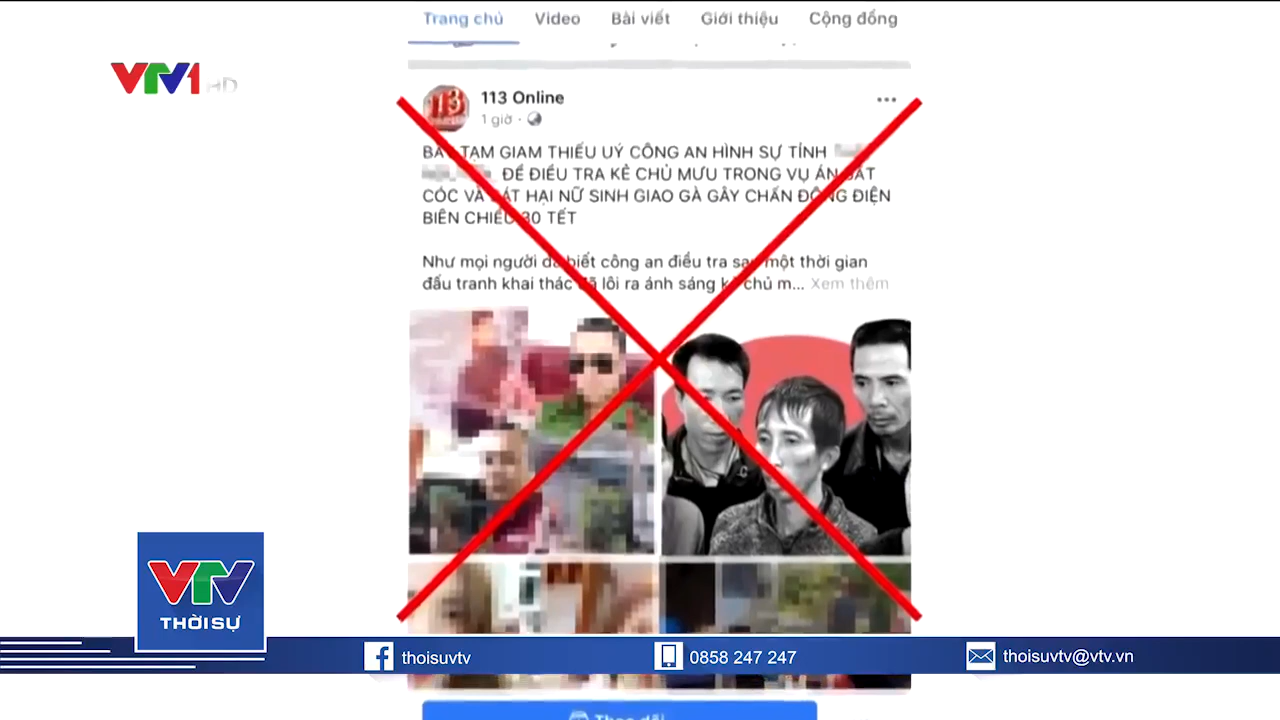 Trang chủ Video Bài viết Giới thiệu Cộng đồng
VTV1 HD
113 Online
1 giờ
113
BẮT TẠM GIAM THIẾU UÝ CÔNG AN HÌNH SỰ TỈNH
ĐỂ ĐIỀU TRA KẺ CHỦ MƯU TRONG VỤ ÁN BẮT
CÓC VÀ SÁT HẠI NỮ SINH GIAO GÀ GÂY CHẤN ĐỘNG ĐIỆN
BIÊN CHIỀU 30 TẾT
Như mọi người đã biết công an điều tra sau một thời gian
đấu tranh khai thác đã lôi ra ánh sáng kẻ chủ m... Xem thêm
VTV
THỜI SỰ
thoisuvtv
0858 247 247
thoisuvtv@vtv.vn